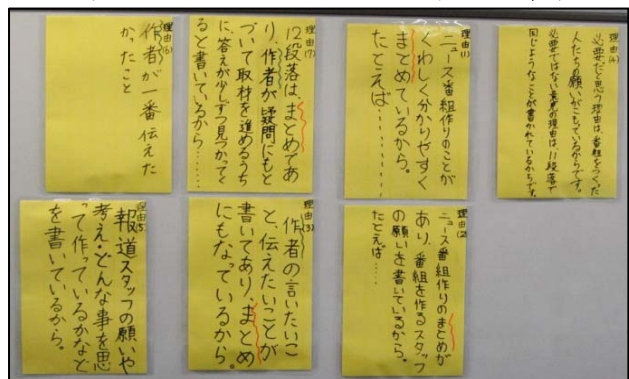 理由(4)
必要だと思う理由は、番組をつくった
人たちの願いがこもっているからです。
必要ではない意見の理由は、11段落で
同じようなことが書かれているからです。
理由(1)
ニュース番組作りのことが
くわしく分かりやすく
まとめているから。
たとえば…………
理由(7)
12段落は、まとめであ
り、作者が疑問にもと
づいて取材を進めるうち
に、答えが少しずつ見つかってく
ると書いているから……
理由(6)
作者が一番伝えた
かったこと
理由(2)
ニュース番組作りのまとめが
あり、番組を作るスタッフ
の願いを書いているから。
たとえば……
理由(3)
作者の言いたいこ
と、伝えたいことが
書いてあり、まとめ
にもなっているから。
理由(5)
報道スタッフの願いや
考え・どんな事を思
って作っているかなど
を書いているから。